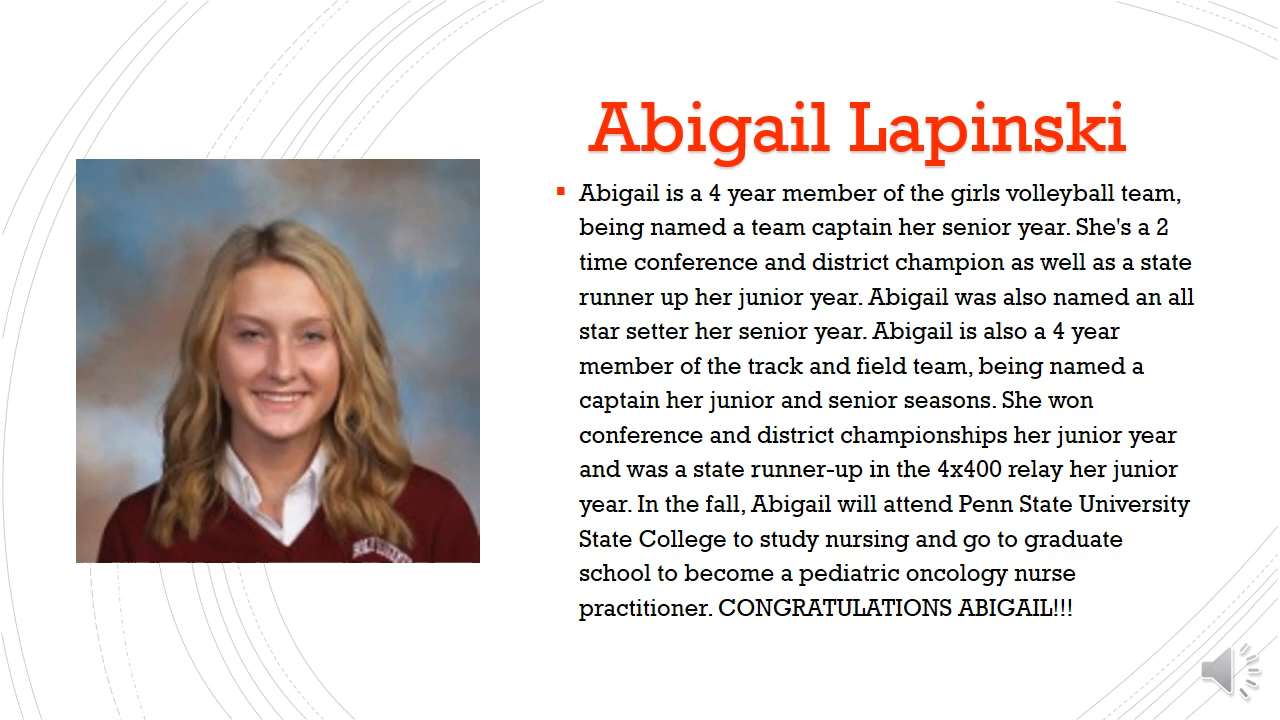 Abigail Lapinski
Abigail is a 4 year member of the girls volleyball team,
being named a team captain her senior year. She's a 2
time conference and district champion as well as a state
runner up her junior year. Abigail was also named an all
star setter her senior year. Abigail is also a 4 year
member of the track and field team, being named a
captain her junior and senior seasons. She won
conference and district championships her junior year
and was a state runner-up in the 4x400 relay her junior
year. In the fall, Abigail will attend Penn State University
State College to study nursing and go to graduate
school to become a pediatric oncology nurse
practitioner. CONGRATULATIONS ABIGAIL!!!